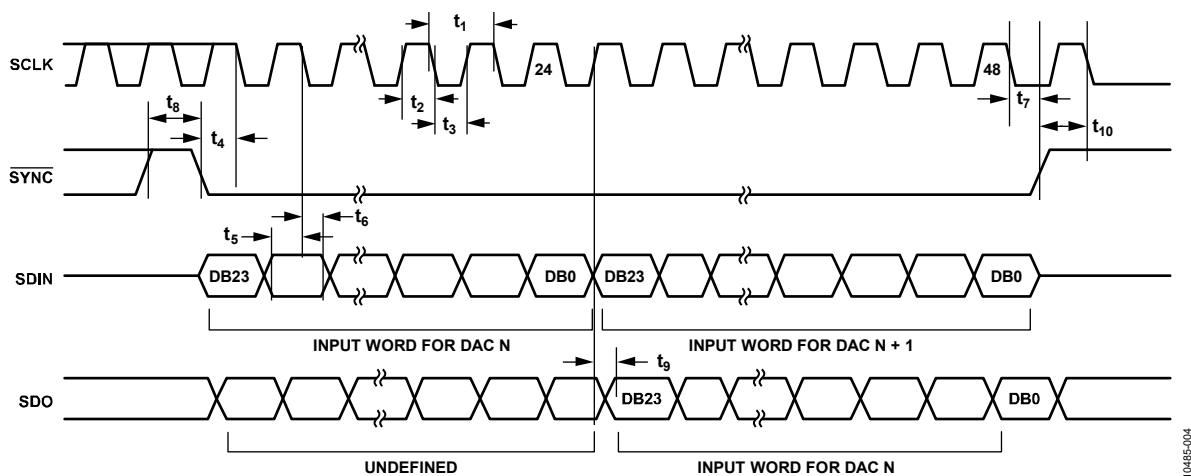 t1
SCLK
24
48
t2
t3
t7
t8
t4
t10
SYNC
t5
t6
SDIN
DB23
DB0
DB23
DB0
INPUT WORD FOR DAC N
INPUT WORD FOR DAC N + 1
t9
SDO
DB23
DB0
UNDEFINED
INPUT WORD FOR DAC N
10485-004